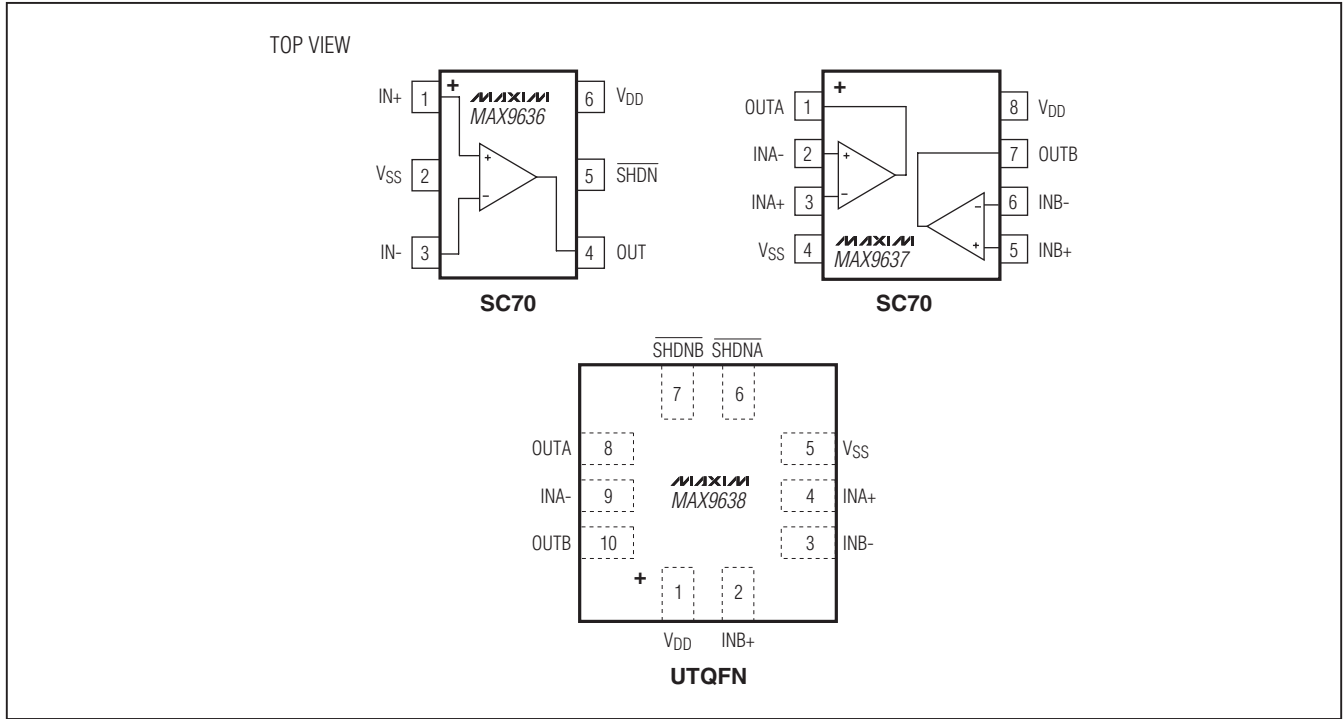 TOP VIEW
IN+ 1 + MAXIM 6 VDD
MAX9636
+
VSS 2 5 SHDN
−
IN- 3 4 OUT
SC70
OUTA 1 + 8 VDD
INA- 2 + 7 OUTB
INA+ 3 − − 6 INB-
VSS 4 MAXIM + 5 INB+
MAX9637
SC70
SHDNB SHDNA
7 6
OUTA 8 5 VSS
INA- 9 MAXIM 4 INA+
MAX9638
OUTB 10 3 INB-
+ 1 2
VDD INB+
UTQFN